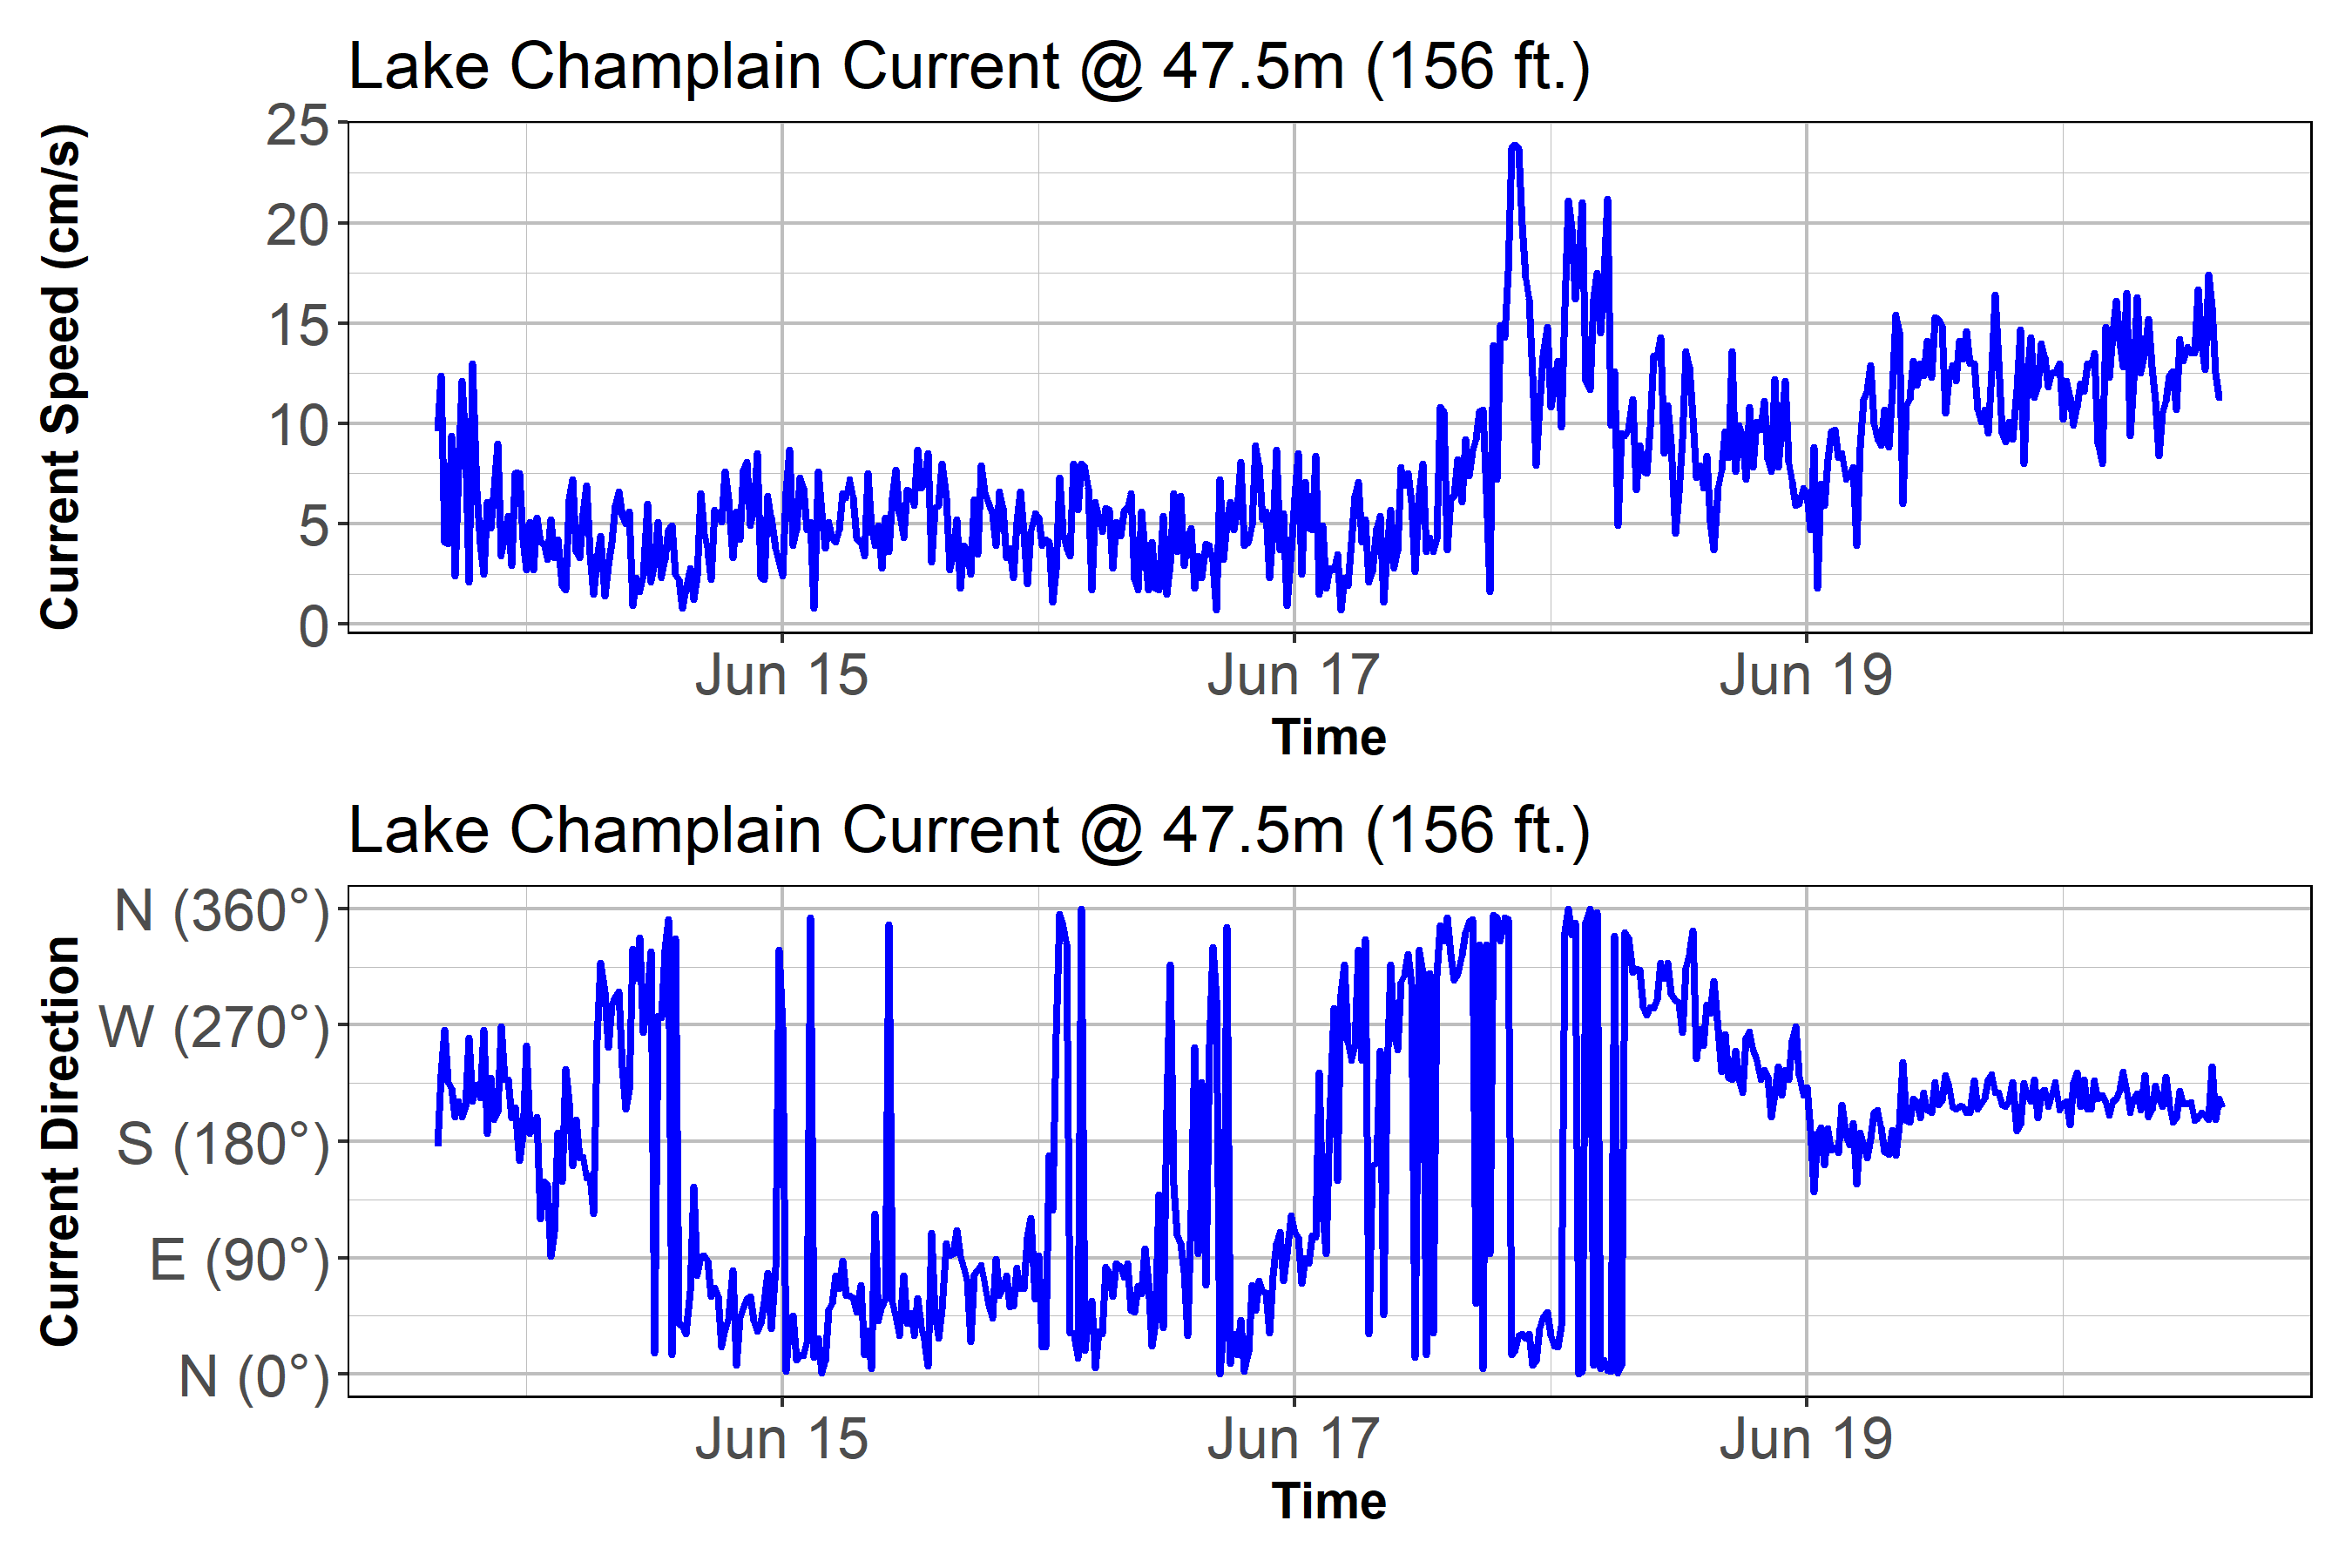 Lake Champlain Current @ 47.5m (156 ft.)
Current Speed (cm/s)
25
20
15
10
5
0
Jun 15 Jun 17 Jun 19
Time
Lake Champlain Current @ 47.5m (156 ft.)
Current Direction
N (360°)
W (270°)
S (180°)
E (90°)
N (0°)
Jun 15 Jun 17 Jun 19
Time